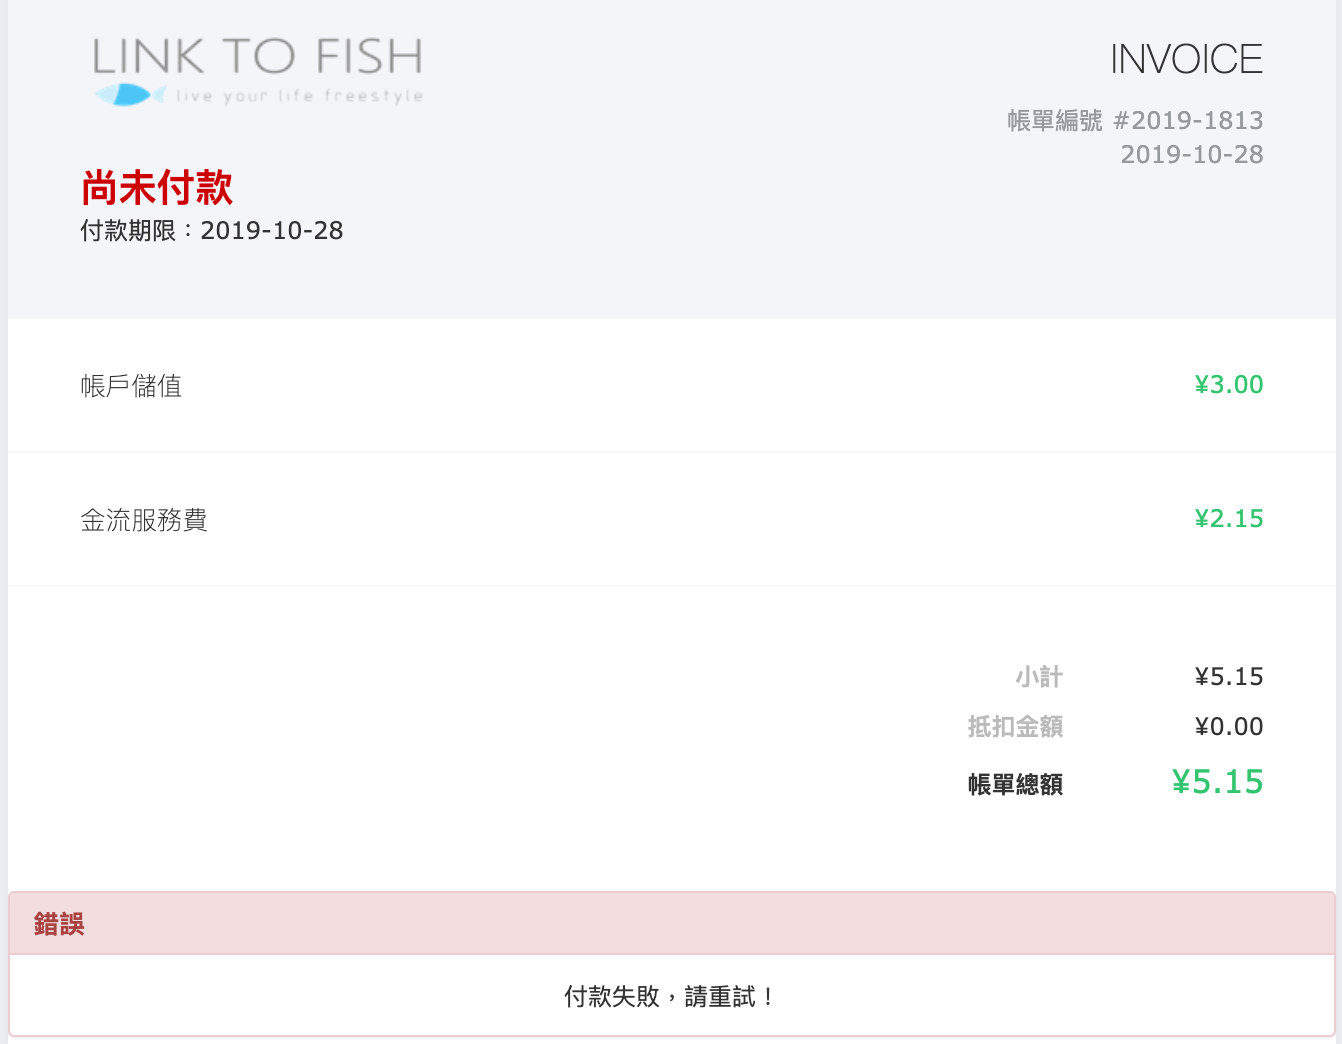 LINK TO FISH
live your life freestyle
INVOICE
帳單編號 #2019-1813
2019-10-28
尚未付款
付款期限：2019-10-28
帳戶儲值 ¥3.00
金流服務費 ¥2.15
小計 ¥5.15
抵扣金額 ¥0.00
帳單總額 ¥5.15
錯誤
付款失敗，請重試！